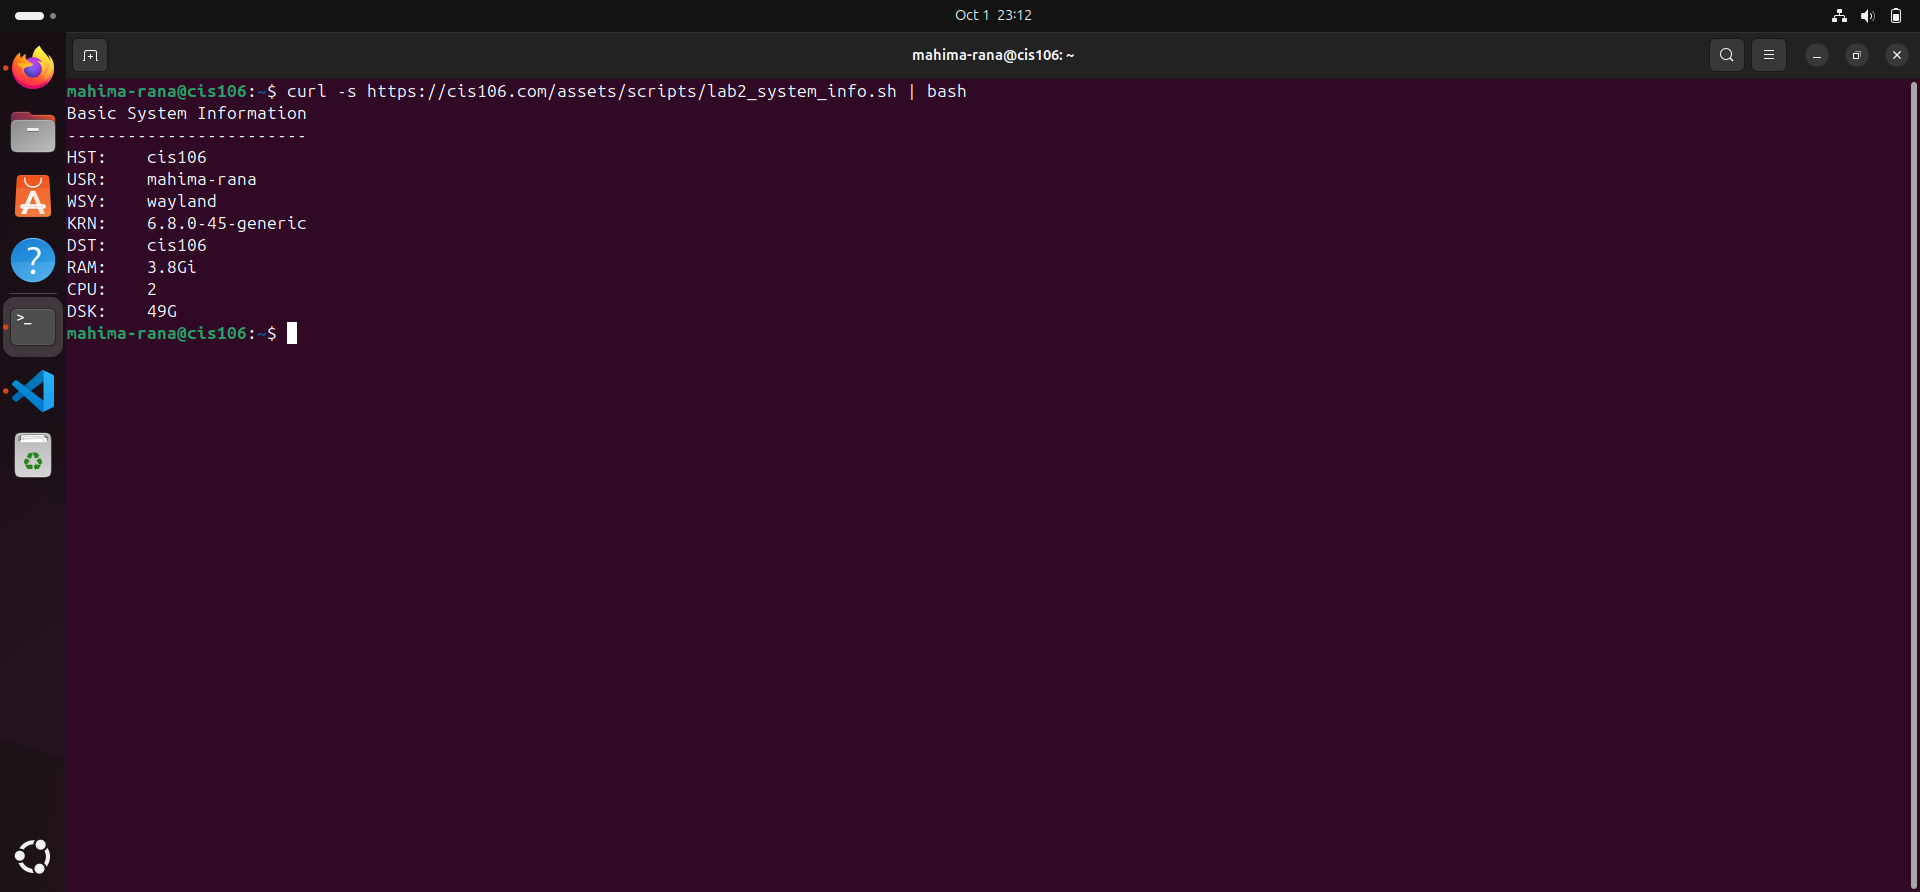 Oct 1 23:12
mahima-rana@cis106: ~
mahima-rana@cis106:~$ curl -s https://cis106.com/assets/scripts/lab2_system_info.sh | bash
Basic System Information
------------------------
HST:    cis106
USR:    mahima-rana
WSY:    wayland
KRN:    6.8.0-45-generic
DST:    cis106
RAM:    3.8Gi
CPU:    2
DSK:    49G
mahima-rana@cis106:~$